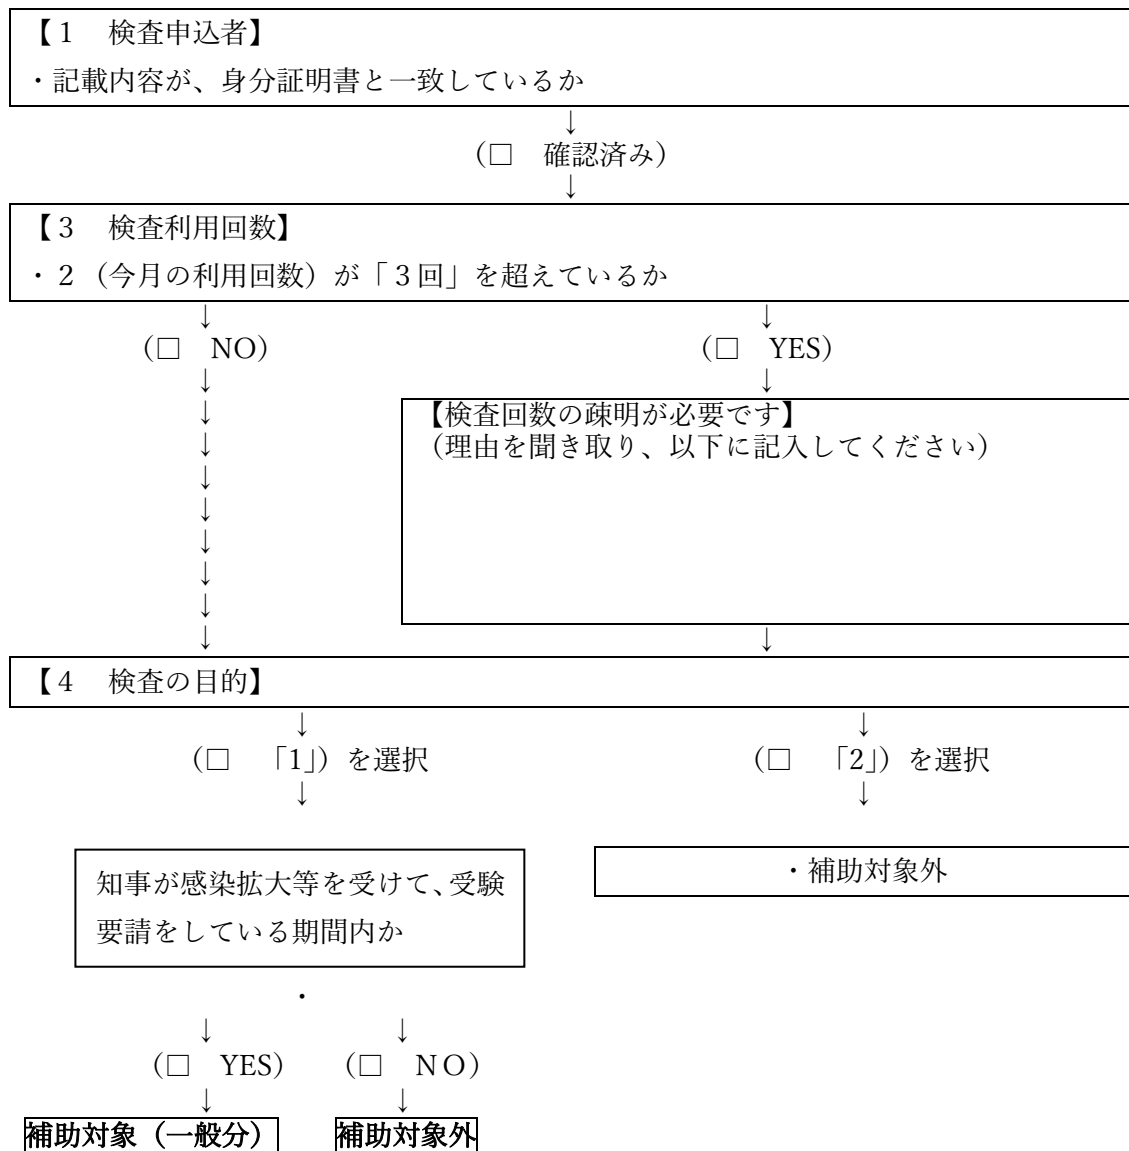 【１　検査申込者】
・記載内容が、身分証明書と一致しているか
↓
（□　確認済み）
↓
【３　検査利用回数】
・２（今月の利用回数）が「３回」を超えているか
↓　↓
（□　NO）　（□　YES）
↓　↓
↓　【検査回数の疎明が必要です】
↓　（理由を聞き取り、以下に記入してください）
↓
↓
↓
↓
↓
↓　↓
【４　検査の目的】
↓　↓
（□　「1」）を選択　（□　「2」）を選択
↓　↓
知事が感染拡大等を受けて、受験　・補助対象外
要請をしている期間内か
・
↓　↓
（□　YES）　（□　ＮＯ）
↓　↓
補助対象（一般分）　補助対象外